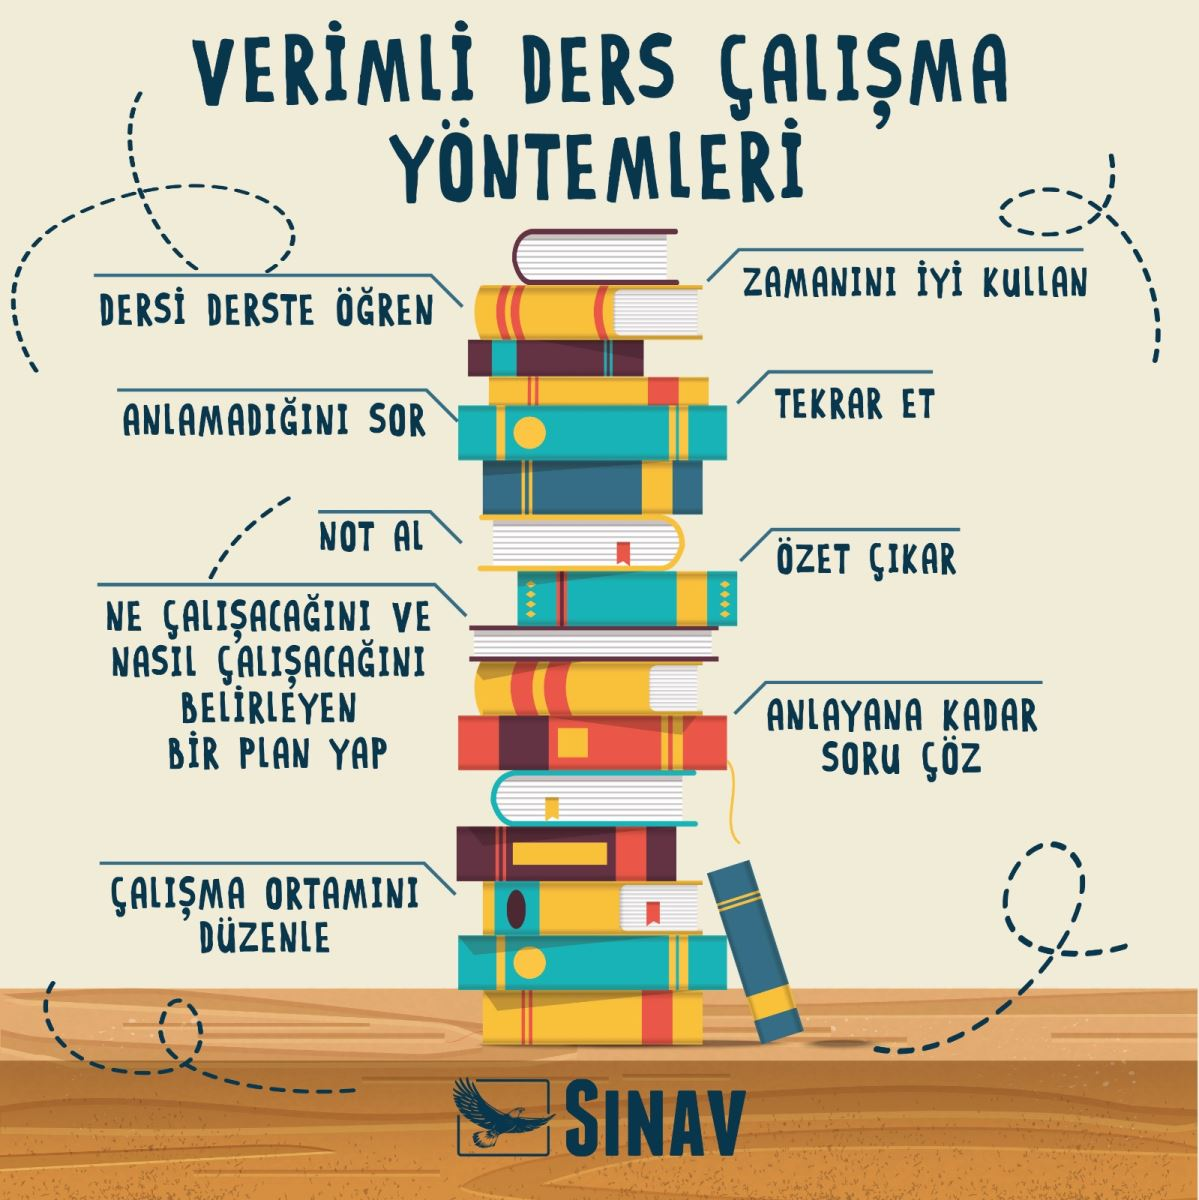 VERİMLİ DERS ÇALIŞMA
YÖNTEMLERİ
DERSİ DERSTE ÖĞREN
ZAMANINI İYİ KULLAN
ANLAMADIĞINI SOR
TEKRAR ET
NOT AL
ÖZET ÇIKAR
NE ÇALIŞACAĞINI VE
NASIL ÇALIŞACAĞINI
BELİRLEYEN
BİR PLAN YAP
ANLAYANA KADAR
SORU ÇÖZ
ÇALIŞMA ORTAMINI
DÜZENLE
SINAV